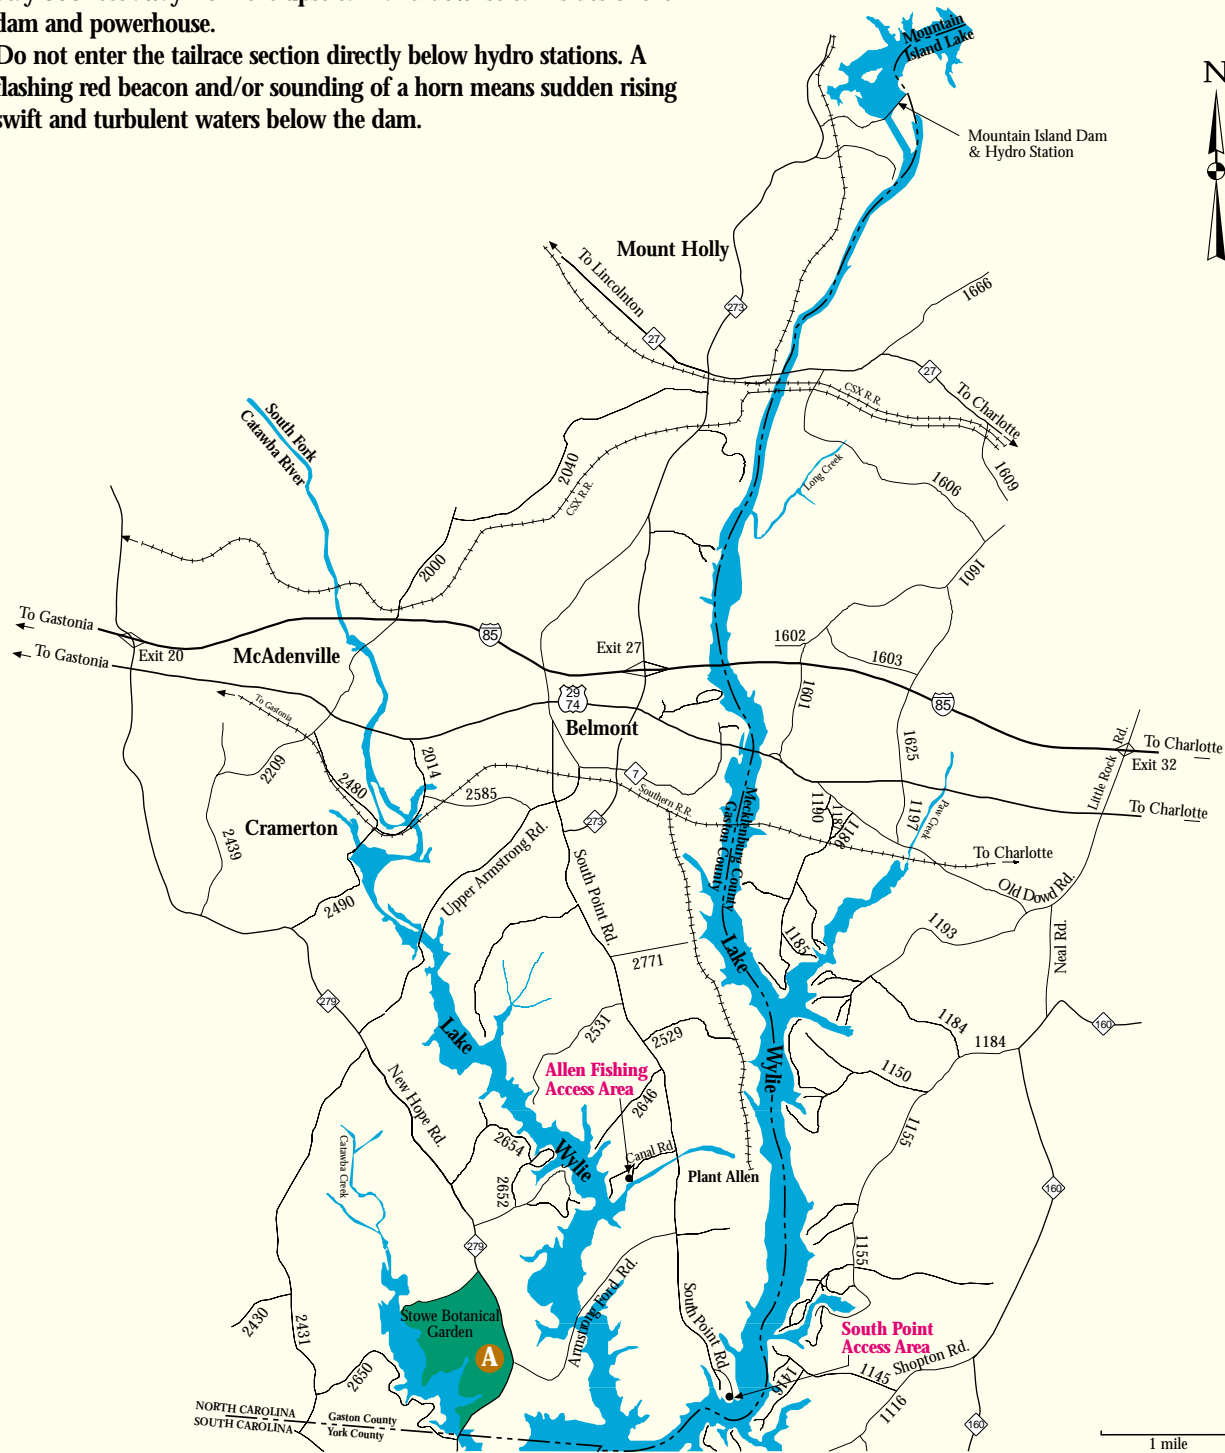 dam and powerhouse.
Do not enter the tailrace section directly below hydro stations. A
flashing red beacon and/or sounding of a horn means sudden rising
swift and turbulent waters below the dam.
Mountain
Island Lake
N
Mountain Island Dam
& Hydro Station
Mount Holly
To Lincolnton
273
27
1666
27
To Charlotte
CSX R.R.
South Fork
Catawba River
2040
CSX R.R.
Long Creek
1606
1609
2000
1601
To Gastonia
To Gastonia
Exit 20
McAdenville
85
Exit 27
1602
1603
1601
29
74
Belmont
85
To Gastonia
2209
2480
2014
2585
7
Southern R.R.
1625
Little Rock Rd.
To Charlotte
Exit 32
To Charlotte
Cramerton
2439
273
Mecklenburg County
Gaston County
1190
1187
1186
1197
Paw Creek
To Charlotte
Old Dowd Rd.
Upper Armstrong Rd.
South Point Rd.
2490
2771
Lake
1185
1193
Neal Rd.
279
Lake
2531
2529
Wylie
1184
1184
160
Allen Fishing
Access Area
2646
1150
New Hope Rd.
2654
Wylie
Canal Rd.
Plant Allen
1155
Catawba Creek
2652
160
279
1155
Armstrong Ford Rd.
South Point Rd.
Stowe Botanical
Garden
A
South Point
Access Area
2430
2431
2650
1416
1145
Shopton Rd.
1116
160
NORTH CAROLINA
SOUTH CAROLINA
Gaston County
York County
1 mile